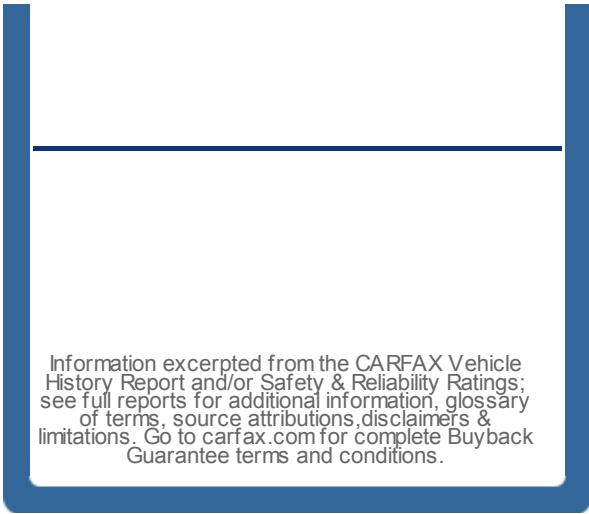 Information excerpted from the CARFAX Vehicle
History Report and/or Safety & Reliability Ratings;
see full reports for additional information, glossary
of terms, source attributions,disclaimers &
limitations. Go to carfax.com for complete Buyback
Guarantee terms and conditions.